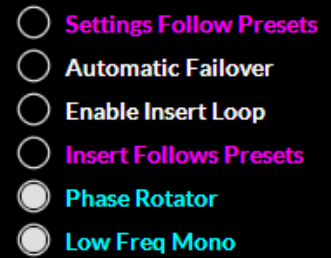 Settings Follow Presets
Automatic Failover
Enable Insert Loop
Insert Follows Presets
Phase Rotator
Low Freq Mono